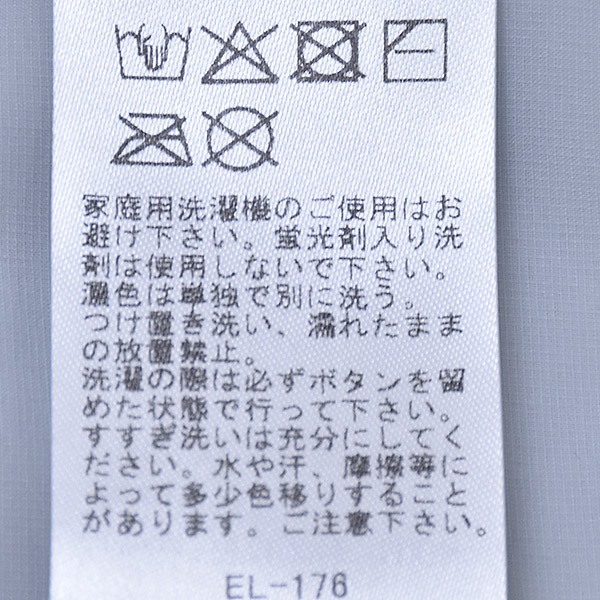 家庭用洗濯機のご使用はお
避け下さい。蛍光剤入り洗
剤は使用しないで下さい。
濃色は単独で別に洗う。
つけ置き洗い、濡れたまま
の放置禁止。
洗濯の際は必ずボタンを留
めた状態で行って下さい。
すすぎ洗いは充分にしてく
ださい。水や汗、摩擦等に
よって多少色移りすること
があります。ご注意下さい。
EL-176